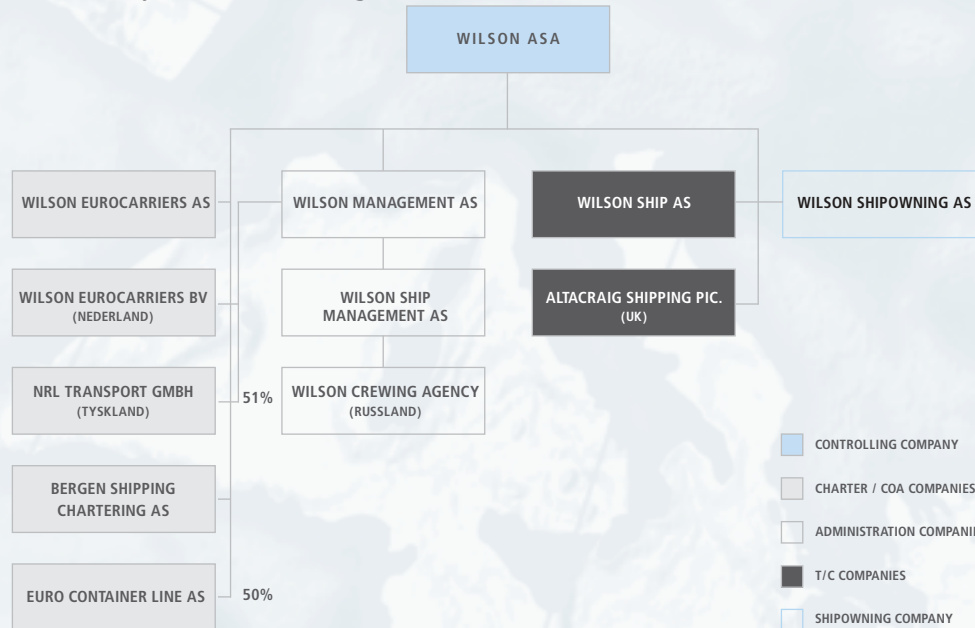 WILSON ASA
WILSON EUROCARRIERS AS
WILSON MANAGEMENT AS
WILSON SHIP AS
WILSON SHIPOWNING AS
WILSON EUROCARRIERS BV
(NEDERLAND)
WILSON SHIP
MANAGEMENT AS
ALTACRAIG SHIPPING PIC.
(UK)
NRL TRANSPORT GMBH
(TYSKLAND)
51%
WILSON CREWING AGENCY
(RUSSLAND)
BERGEN SHIPPING
CHARTERING AS
EURO CONTAINER LINE AS
50%
CONTROLLING COMPANY
CHARTER / COA COMPANIES
ADMINISTRATION
T/C COMPANIES
SHIPOWNING COMPANY